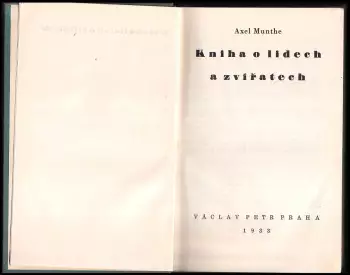 Axel Munthe
Kniha o lidech
a zvířatech
VÁCLAV PETR PRAHA
1933